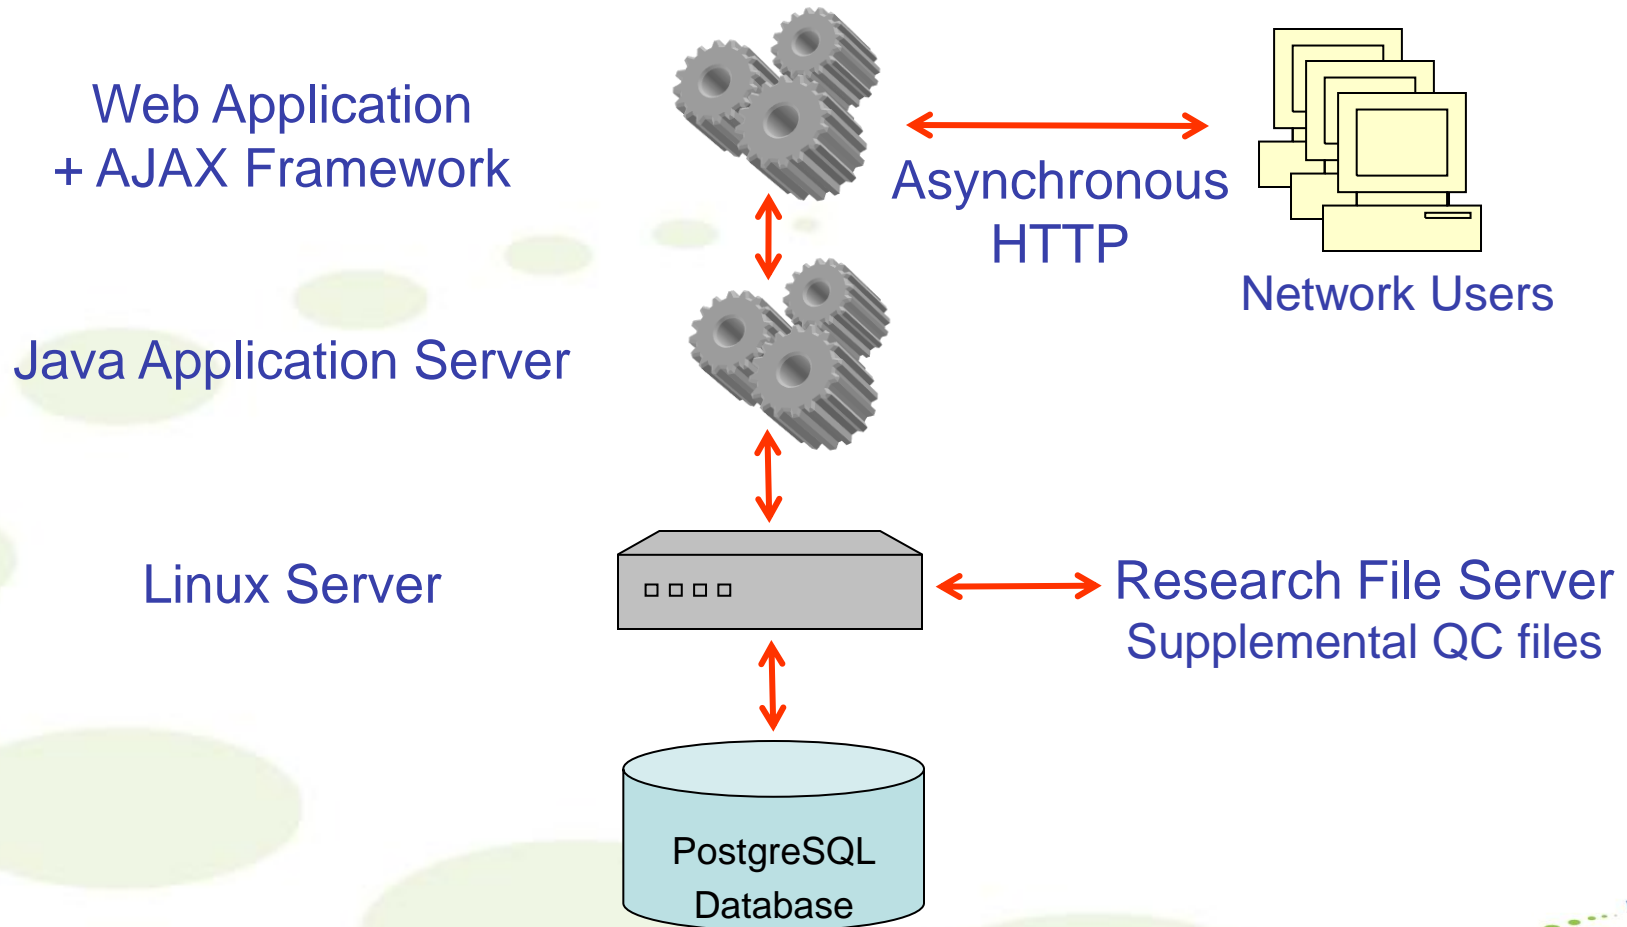 Web Application
+ AJAX Framework
Asynchronous
HTTP
Network Users
Java Application Server
Linux Server
Research File Server
Supplemental QC files
PostgreSQL
Database